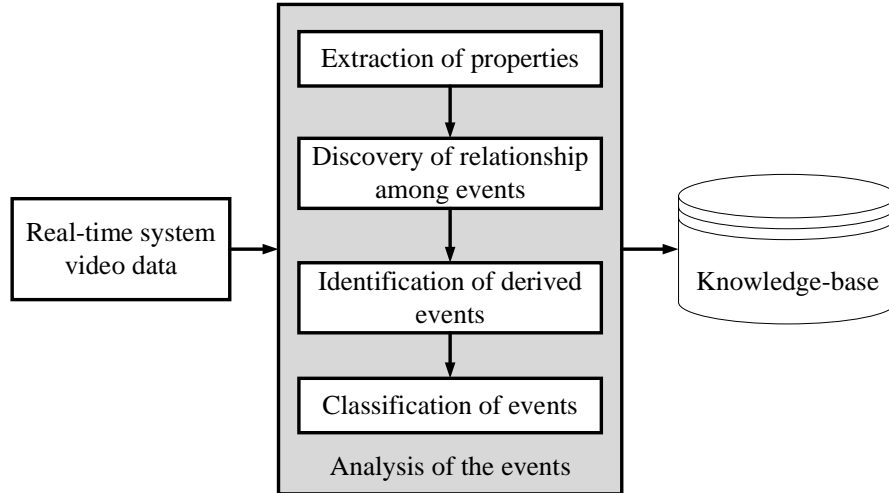 Real-time system
video data
Extraction of properties
Discovery of relationship
among events
Identification of derived
events
Classification of events
Analysis of the events
Knowledge-base